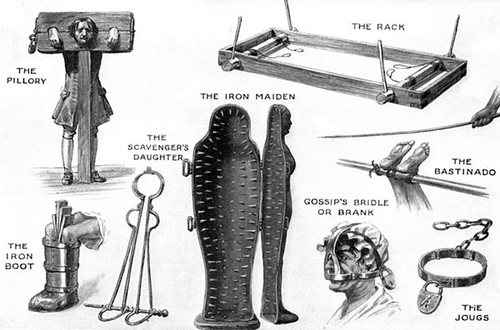 THE
PILLORY
THE RACK
THE IRON MAIDEN
THE
SCAVENGER'S
DAUGHTER
THE
BASTINADO
GOSSIP'S BRIDLE
OR BRANK
THE
IRON
BOOT
THE
JOUGS